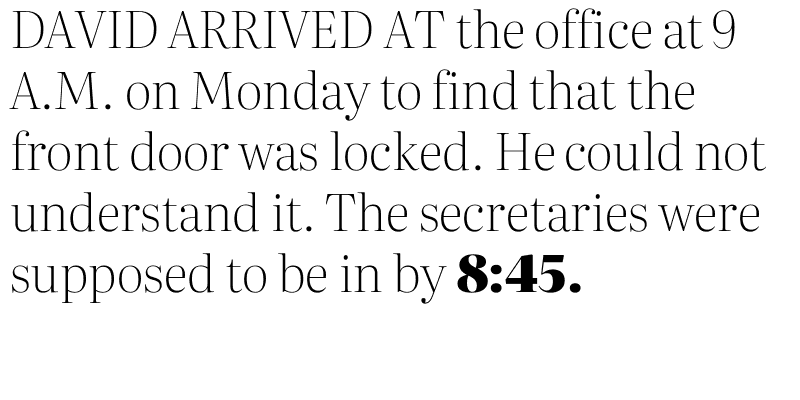 DAVID ARRIVED AT the office at 9
A.M. on Monday to find that the
front door was locked. He could not
understand it. The secretaries were
supposed to be in by 8:45.